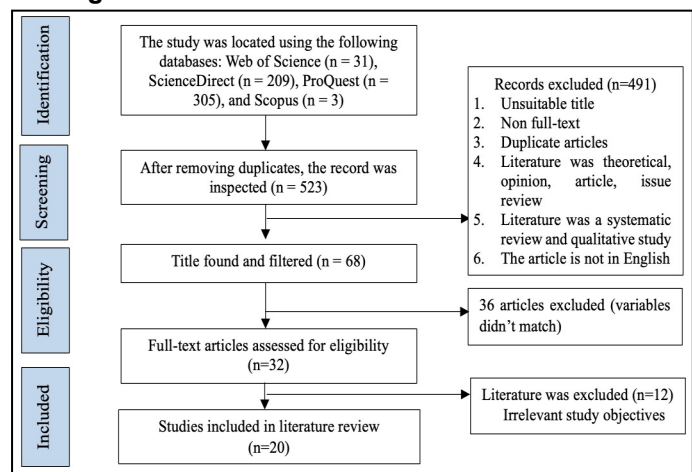 Identification
The study was located using the following
databases: Web of Science (n = 31),
ScienceDirect (n = 209), ProQuest (n =
305), and Scopus (n = 3)
Screening
After removing duplicates, the record was
inspected (n = 523)
Records excluded (n=491)
1. Unsuitable title
2. Non full-text
3. Duplicate articles
4. Literature was theoretical,
opinion, article, issue
review
5. Literature was a systematic
review and qualitative study
6. The article is not in English
Eligibility
Title found and filtered (n = 68)
36 articles excluded (variables
didn’t match)
Full-text articles assessed for eligibility
(n=32)
Included
Literature was excluded (n=12)
Irrelevant study objectives
Studies included in literature review
(n=20)